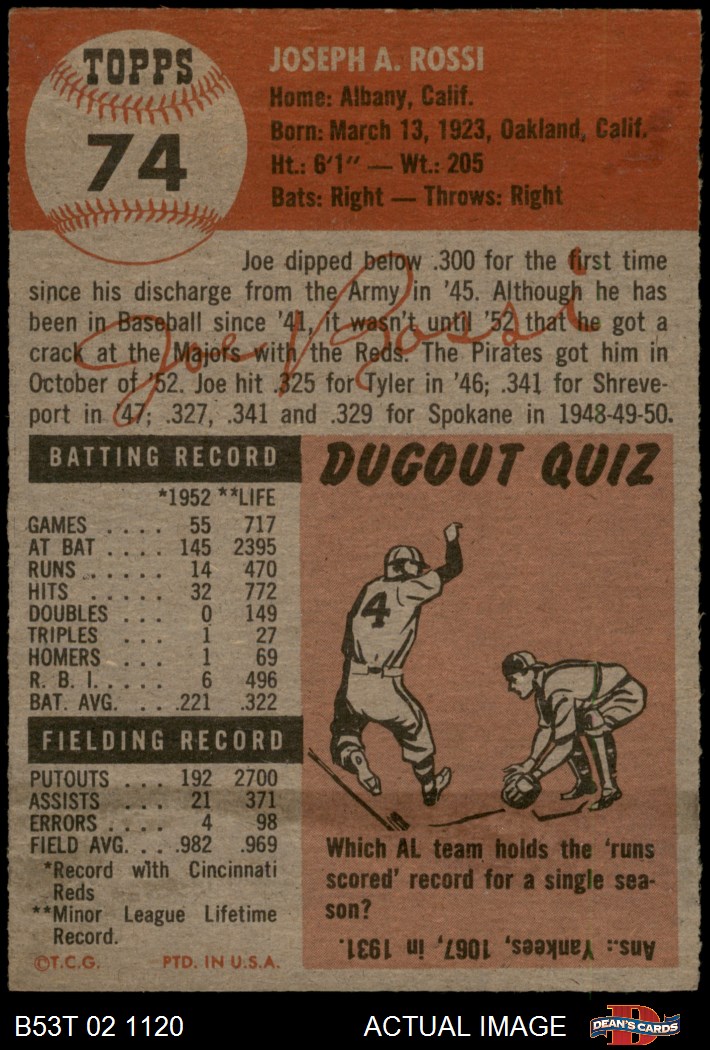 TOPPS
74
JOSEPH A. ROSSI
Home: Albany, Calif.
Born: March 13, 1923, Oakland, Calif.
Ht.: 6'1" — Wt.: 205
Bats: Right — Throws: Right
Joe dipped below .300 for the first time
since his discharge from the Army in '45. Although he has
been in Baseball since '41, it wasn't until '52 that he got a
crack at the Majors with the Reds. The Pirates got him in
October of '52. Joe hit .325 for Tyler in '46; .341 for Shreve-
port in '47; .327, .341 and .329 for Spokane in 1948-49-50.
Joe Rossi
BATTING RECORD
*1952 **LIFE
GAMES . . . . 55 717
AT BAT . . . . 145 2395
RUNS . . . . . 14 470
HITS . . . . . 32 772
DOUBLES . . . 0 149
TRIPLES . . . 1 27
HOMERS . . . 1 69
R. B. I. . . . . 6 496
BAT. AVG. . . .221 .322
FIELDING RECORD
PUTOUTS . . . 192 2700
ASSISTS . . . 21 371
ERRORS . . . . 4 98
FIELD AVG. . . .982 .969
*Record with Cincinnati
Reds
**Minor League Lifetime
Record.
©T.C.G. PTD. IN U.S.A.
DUGOUT QUIZ
4
Which AL team holds the 'runs
scored' record for a single sea-
son?
Ans.: Yankees, 1067, in 1931.
B53T 02 1120 ACTUAL IMAGE
D
DEAN'S CARDS